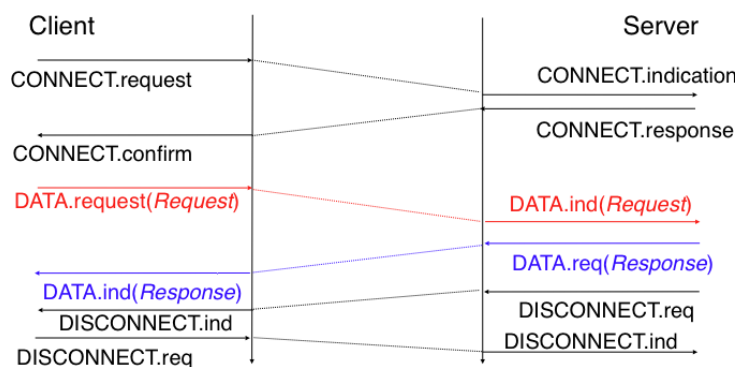 Client
Server
CONNECT.request
CONNECT.indication
CONNECT.response
CONNECT.confirm
DATA.request(Request)
DATA.ind(Request)
DATA.req(Response)
DATA.ind(Response)
DISCONNECT.req
DISCONNECT.ind
DISCONNECT.ind
DISCONNECT.req